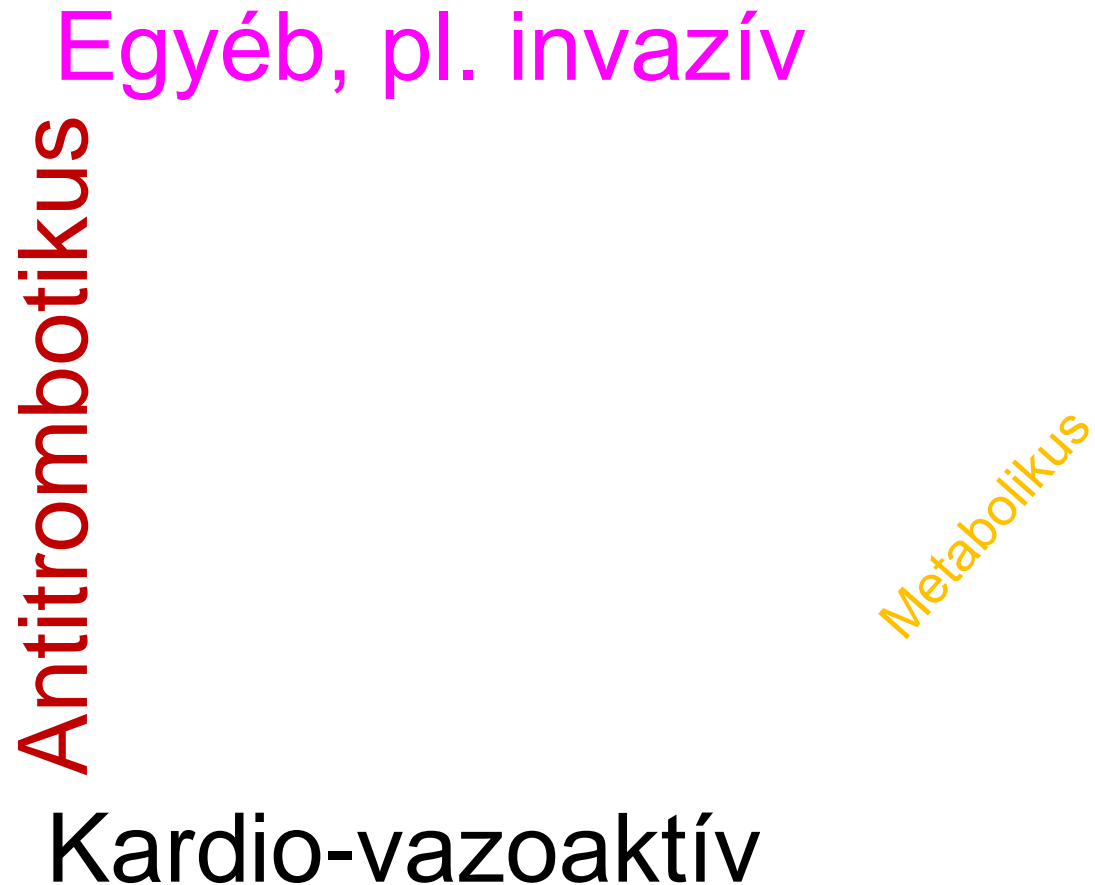 Egyéb, pl. invazív
Antitrombotikus
Metabolikus
Kardio-vazoaktív